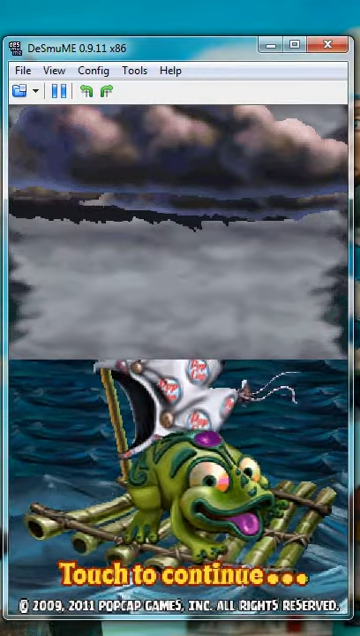 DeSmuME 0.9.11 x86
File View Config Tools Help
Touch to continue...
© 2009, 2011 POPCAP GAMES, INC. ALL RIGHTS RESERVED.